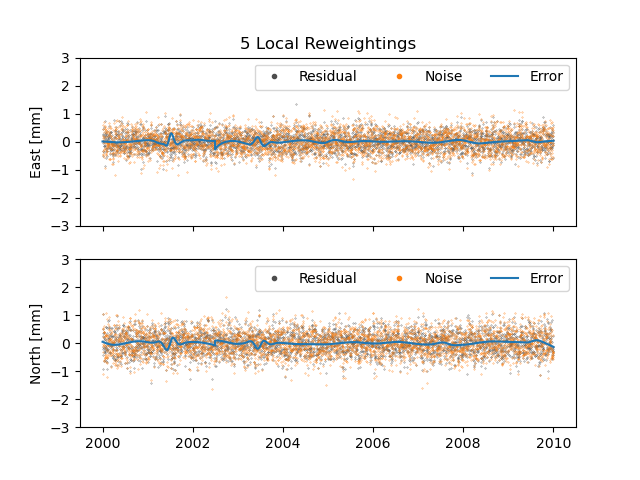 5 Local Reweightings
3
2
1
0
−1
−2
−3
East [mm]
Residual Noise Error
3
2
1
0
−1
−2
−3
North [mm]
Residual Noise Error
2000 2002 2004 2006 2008 2010